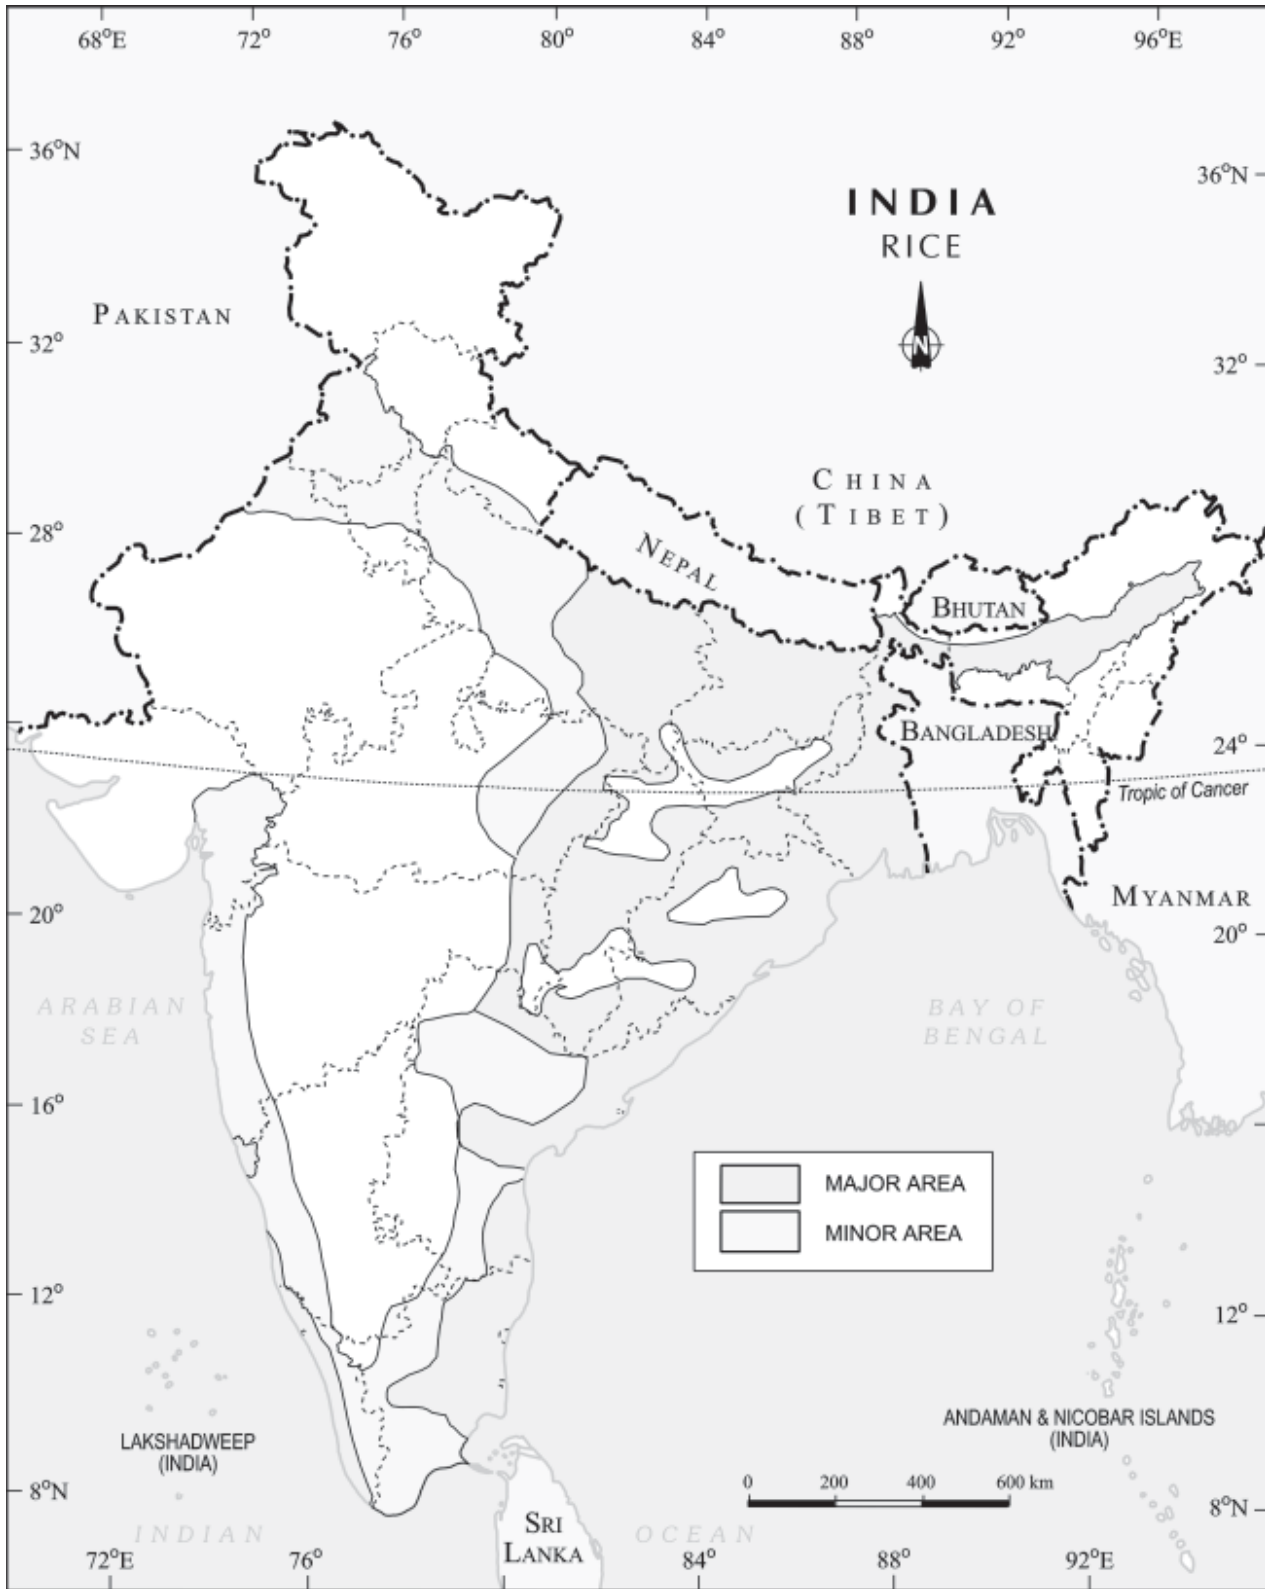 68°E 72° 76° 80° 84° 88° 92° 96°E
36°N
36°N
INDIA
RICE
N
PAKISTAN
32°
32°
CHINA
(TIBET)
28°
NEPAL
BHUTAN
BANGLADESH
24°
Tropic of Cancer
MYANMAR
20°
20°
ARABIAN
SEA
BAY OF
BENGAL
16°
MAJOR AREA
MINOR AREA
12°
12°
LAKSHADWEEP
(INDIA)
ANDAMAN & NICOBAR ISLANDS
(INDIA)
0 200 400 600 km
8°N
8°N
SRI
LANKA
INDIAN OCEAN
72°E 76° 84° 88° 92°E